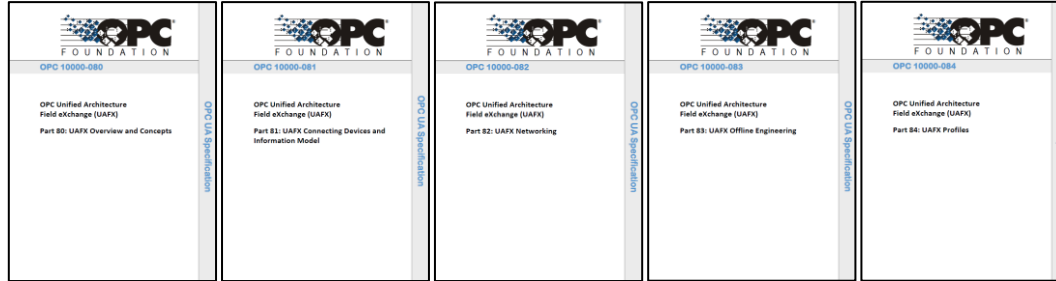 OPC
FOUNDATION
OPC 10000-080
OPC Unified Architecture
Field eXchange (UAFX)
Part 80: UAFX Overview and Concepts
OPC UA Specification
OPC
FOUNDATION
OPC 10000-081
OPC Unified Architecture
Field eXchange (UAFX)
Part 81: UAFX Connecting Devices and
Information Model
OPC UA Specification
OPC
FOUNDATION
OPC 10000-082
OPC Unified Architecture
Field eXchange (UAFX)
Part 82: UAFX Networking
OPC UA Specification
OPC
FOUNDATION
OPC 10000-083
OPC Unified Architecture
Field eXchange (UAFX)
Part 83: UAFX Offline Engineering
OPC UA Specification
OPC
FOUNDATION
OPC 10000-084
OPC Unified Architecture
Field eXchange (UAFX)
Part 84: UAFX Profiles